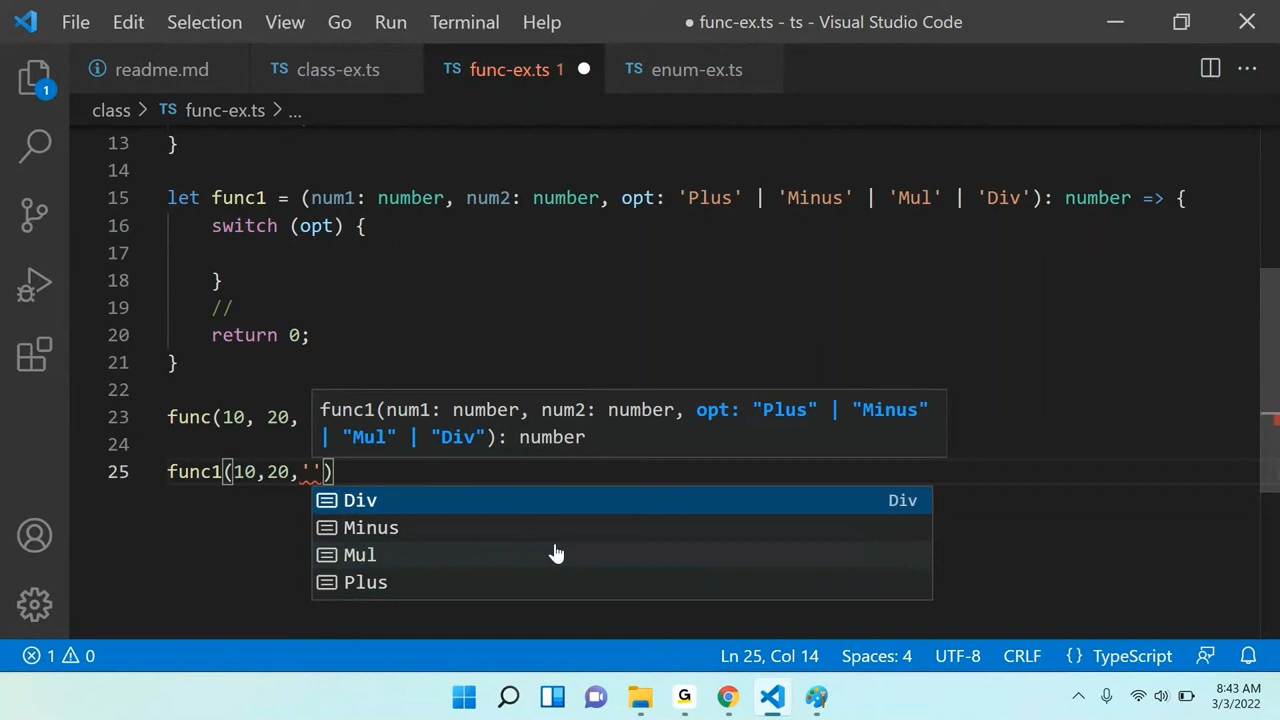 File Edit Selection View Go Run Terminal Help ● func-ex.ts - ts - Visual Studio Code
readme.md TS class-ex.ts TS func-ex.ts 1 TS enum-ex.ts
1
class > TS func-ex.ts > ...
13 }
14
15 let func1 = (num1: number, num2: number, opt: 'Plus' | 'Minus' | 'Mul' | 'Div'): number => {
16 switch (opt) {
17
18 }
19 //
20 return 0;
21 }
22
23 func(10, 20,
func1(num1: number, num2: number, opt: "Plus" | "Minus"
| "Mul" | "Div"): number
24
25 func1(10,20,'')
Div Div
Minus
Mul
Plus
1 0 Ln 25, Col 14 Spaces: 4 UTF-8 CRLF {} TypeScript
G 8:43 AM
3/3/2022